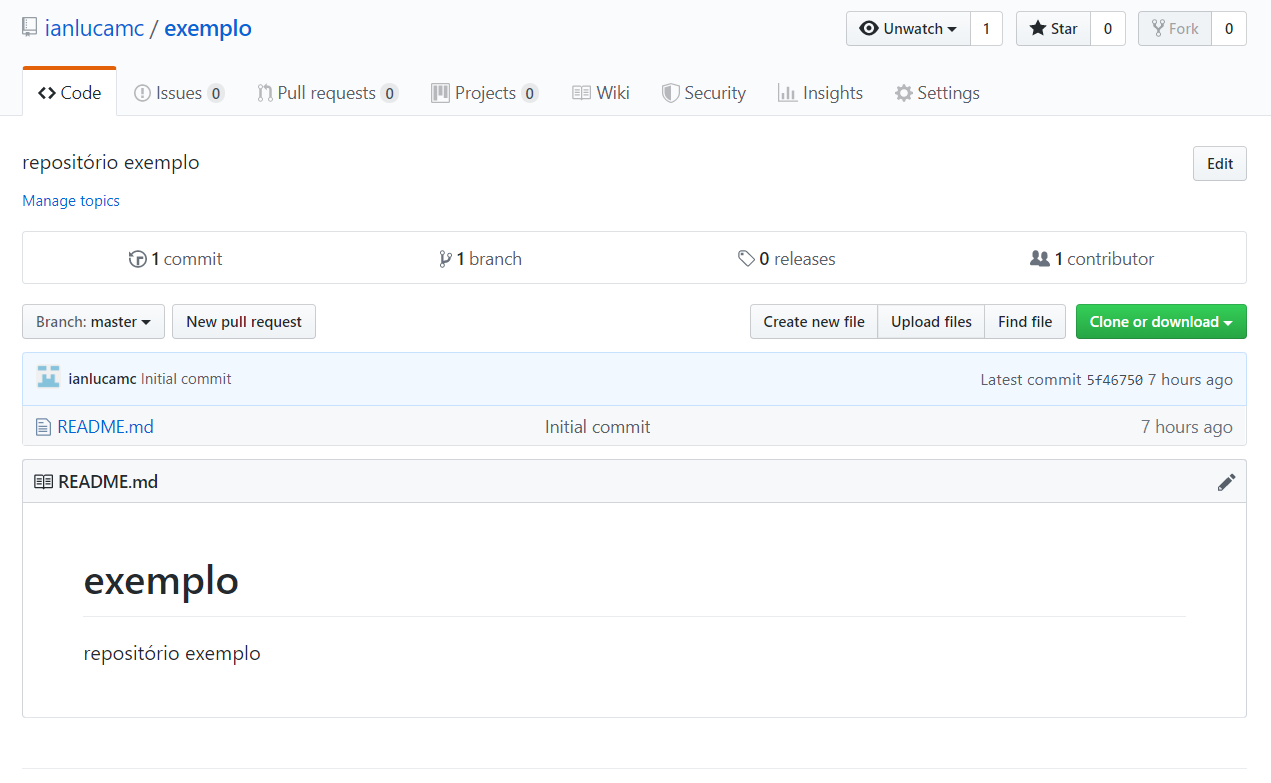 ianlucamc / exemplo Unwatch 1 Star 0 Fork 0
Code Issues 0 Pull requests 0 Projects 0 Wiki Security Insights Settings
repositório exemplo Edit
Manage topics
1 commit 1 branch 0 releases 1 contributor
Branch: master New pull request Create new file Upload files Find file Clone or download
ianlucamc Initial commit Latest commit 5f46750 7 hours ago
README.md Initial commit 7 hours ago
README.md
exemplo
repositório exemplo